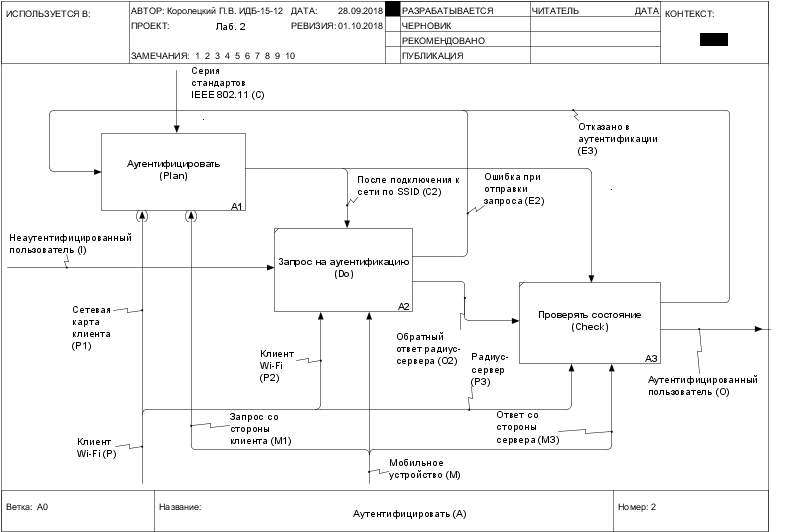 ИСПОЛЬЗУЕТСЯ В:
АВТОР: Королецкий П.В. ИДБ-15-12
ДАТА: 28.09.2018
РАЗРАБАТЫВАЕТСЯ
ЧИТАТЕЛЬ
ДАТА
КОНТЕКСТ:
ПРОЕКТ: Лаб. 2
РЕВИЗИЯ: 01.10.2018
ЧЕРНОВИК
РЕКОМЕНДОВАНО
ЗАМЕЧАНИЯ: 1 2 3 4 5 6 7 8 9 10
ПУБЛИКАЦИЯ
Серия
стандартов
IEEE 802.11 (C)
Отказано в
аутентификации
(E3)
Аутентифицировать
(Plan)
A1
После подключения к
сети по SSID (C2)
Ошибка при
отправки
запроса (E2)
Неаутентифицированный
пользователь (I)
Запрос на аутентификацию
(Do)
A2
Сетевая
карта
клиента
(P1)
Проверять состояние
(Check)
A3
Обратный
ответ радиус-
сервера (O2)
Клиент
Wi-Fi
(P2)
Радиус-
сервер
(P3)
Аутентифицированный
пользователь (O)
Запрос со
стороны
клиента (M1)
Ответ со
стороны
сервера (M3)
Клиент
Wi-Fi (P)
Мобильное
устройство (M)
Ветка: A0
Название:
Аутентифицировать (A)
Номер: 2